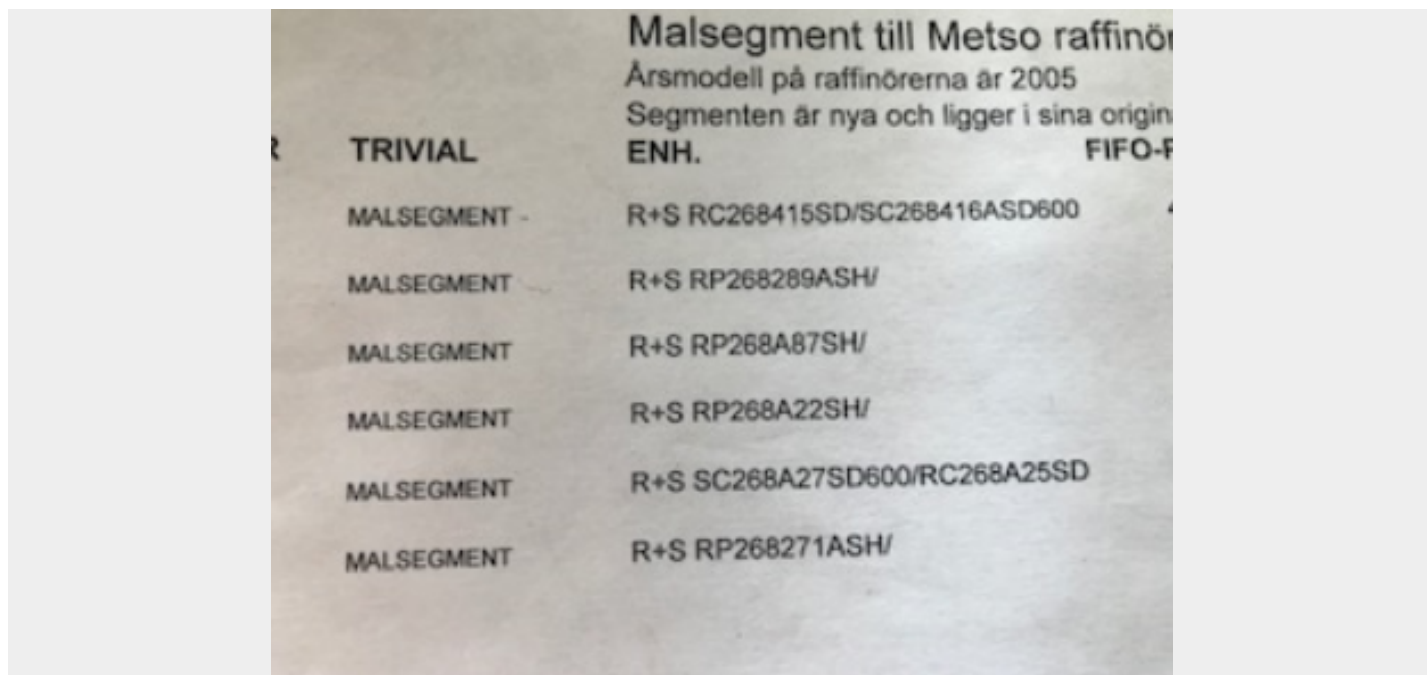 Malsegment till Metso raffinör
Årsmodell på raffinörerna är 2005
Segmenten är nya och ligger i sina origin
R TRIVIAL ENH. FIFO-P
MALSEGMENT - R+S RC268415SD/SC268416ASD600
MALSEGMENT R+S RP268289ASH/
MALSEGMENT R+S RP268A87SH/
MALSEGMENT R+S RP268A22SH/
MALSEGMENT R+S SC268A27SD600/RC268A25SD
MALSEGMENT R+S RP268271ASH/